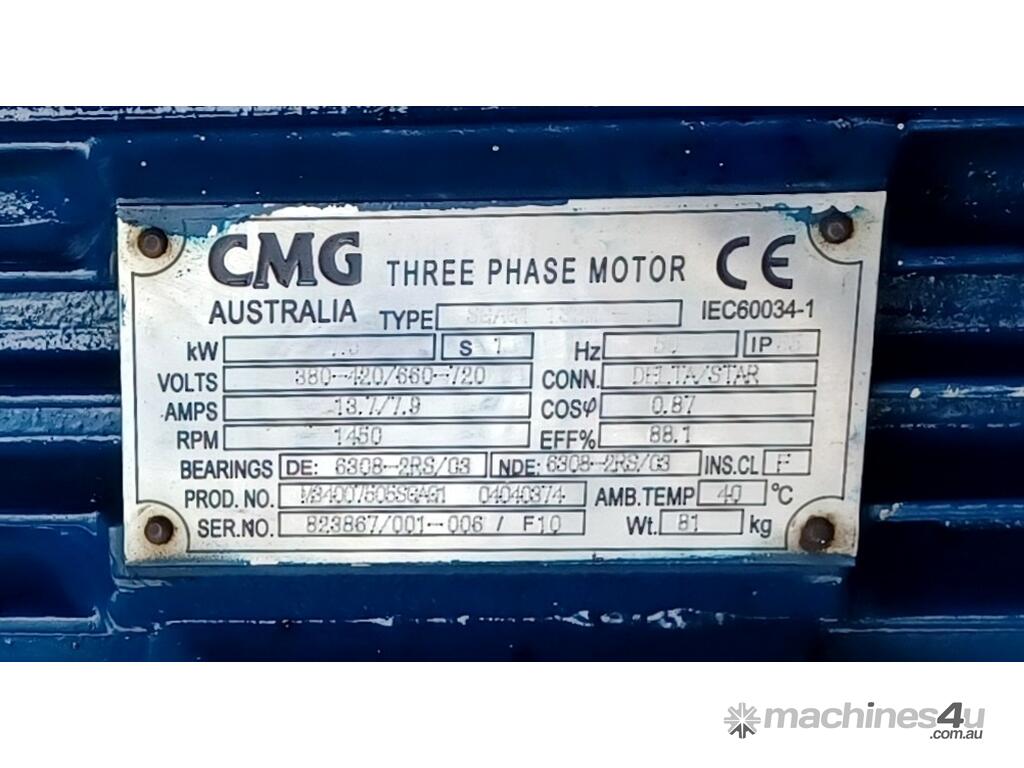 CMG THREE PHASE MOTOR CE
AUSTRALIA TYPE IEC60034-1
kW S 1 Hz 50 IP
VOLTS 380-420/660-720 CONN. DELTA/STAR
AMPS 13.7/7.9 COSφ 0.87
RPM 1450 EFF% 88.1
BEARINGS DE: 6308-2RS/C3 NDE: 6308-2RS/C3 INS.CL F
PROD. NO. 04040374 AMB.TEMP 40 °C
SER.NO. 823867/001-006 / F10 Wt. 81 kg
machines4u
.com.au